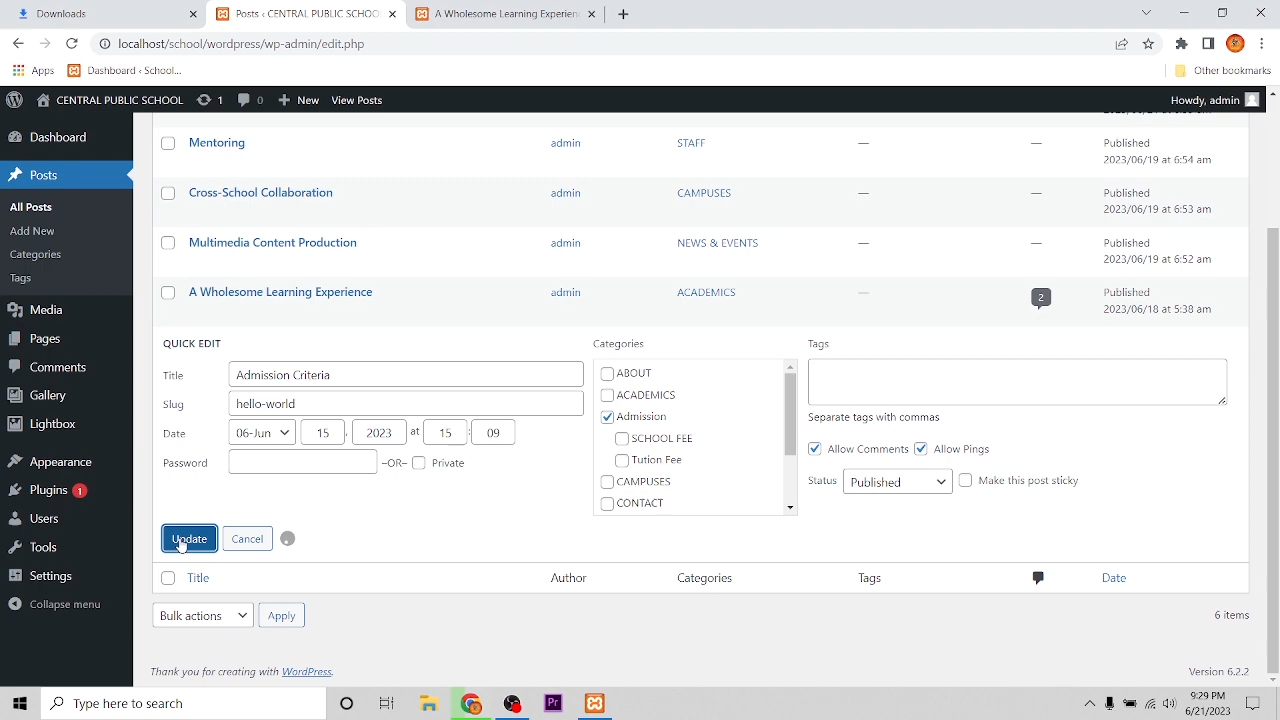 Downloads
Posts ‹ CENTRAL PUBLIC SCHOOL
A Wholesome Learning Experien
localhost/school/wordpress/wp-admin/edit.php
Apps
Dashboard ‹ School...
Other bookmarks
CENTRAL PUBLIC SCHOOL
1
0
New
View Posts
Howdy, admin
Dashboard
Posts
All Posts
Add New
Categories
Tags
Media
Pages
Comments
Gallery
Lightbox
Appearance
Plugins 1
Users
Tools
Settings
Collapse menu
Mentoring
admin
STAFF
—
—
Published
2023/06/19 at 6:54 am
Cross-School Collaboration
admin
CAMPUSES
—
—
Published
2023/06/19 at 6:53 am
Multimedia Content Production
admin
NEWS & EVENTS
—
—
Published
2023/06/19 at 6:52 am
A Wholesome Learning Experience
admin
ACADEMICS
—
2
Published
2023/06/18 at 5:38 am
QUICK EDIT
Title
Admission Criteria
Slug
hello-world
Date
06-Jun
15
,
2023
at
15
:
09
Password
–OR–
Private
Categories
ABOUT
ACADEMICS
Admission
SCHOOL FEE
Tution Fee
CAMPUSES
CONTACT
Tags
Separate tags with commas
Allow Comments
Allow Pings
Status
Published
Make this post sticky
Update
Cancel
Title
Author
Categories
Tags
Date
Bulk actions
Apply
6 items
Thank you for creating with WordPress.
Version 6.2.2
Type here to search
Pr
9:29 PM
6/21/2023